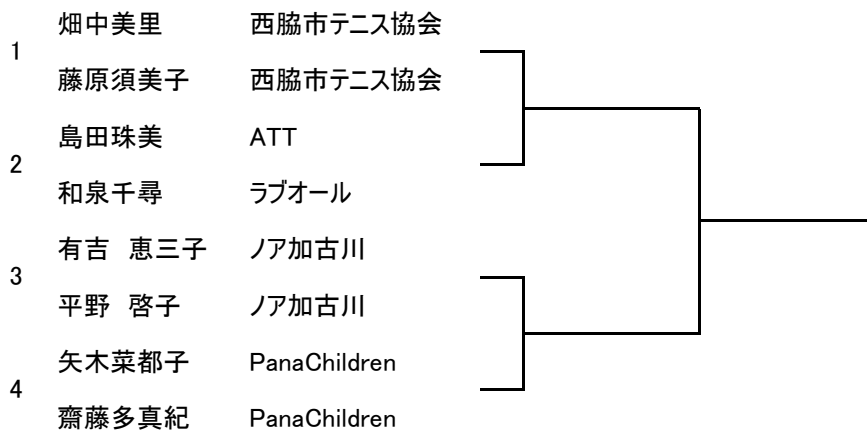 畑中美里 西脇市テニス協会
1
藤原須美子 西脇市テニス協会
島田珠美 ATT
2
和泉千尋 ラブオール
有吉　恵三子 ノア加古川
3
平野　啓子 ノア加古川
矢木菜都子 PanaChildren
4
齋藤多真紀 PanaChildren